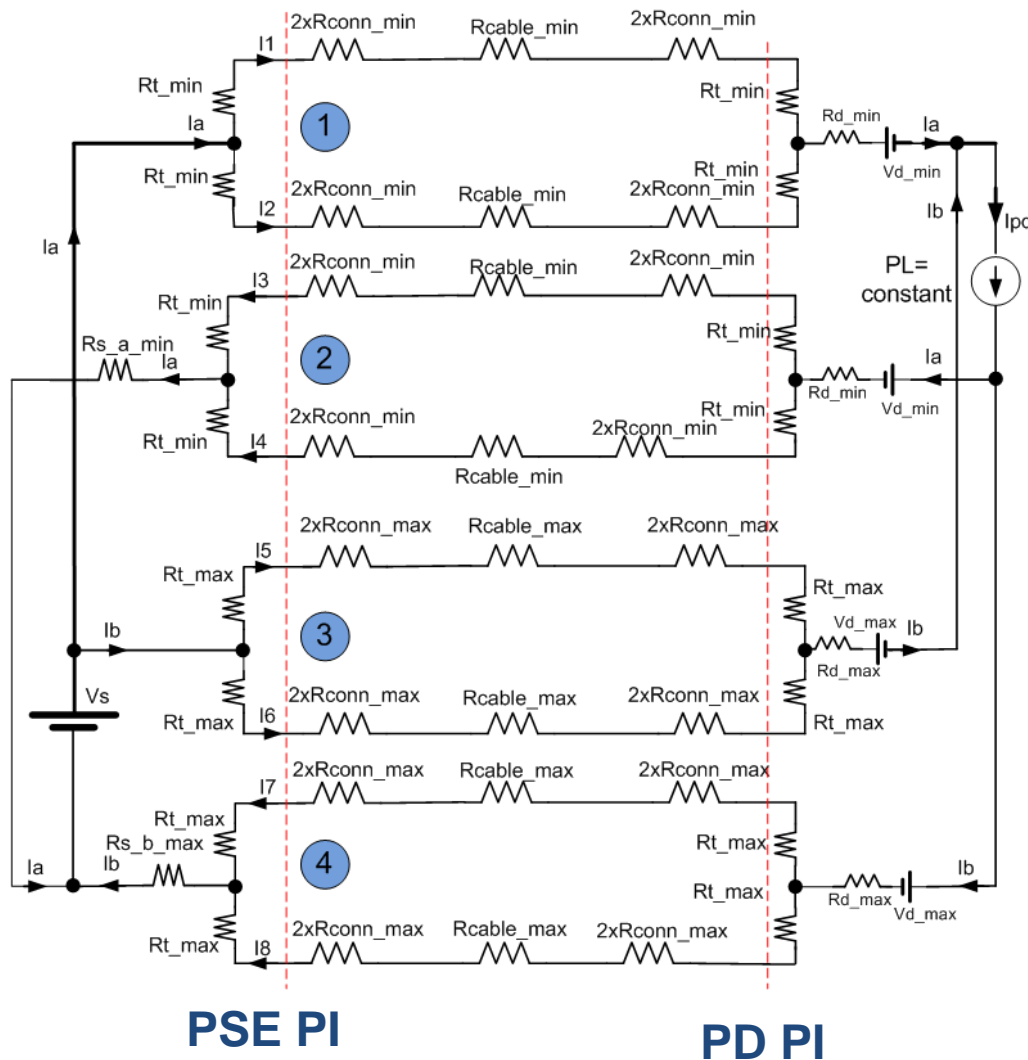 2xRconn_min Rcable_min 2xRconn_min
I1
Rt_min Rt_min
Ia 1 Rd_min Ia
Vd_min
Rt_min Rt_min
2xRconn_min Rcable_min 2xRconn_min
I2 Ib
Ia Ipd
2xRconn_min Rcable_min 2xRconn_min
I3 PL=
constant
Rt_min Rt_min
Rs_a_min
Ia 2 Ia
Rd_min Vd_min
Rt_min Rt_min
2xRconn_min 2xRconn_min
I4
Rcable_min
2xRconn_max Rcable_max 2xRconn_max
I5
Rt_max Rt_max
Ib 3 Vd_max Ib
Rd_max
Vs
Rt_max Rt_max
2xRconn_max Rcable_max 2xRconn_max
I6
2xRconn_max Rcable_max 2xRconn_max
I7
Rt_max Rt_max
Rs_b_max
Ia Ib 4 Ib
Rt_max
Rd_max Vd_max
Rt_max
2xRconn_max Rcable_max 2xRconn_max
I8
PSE PI PD PI